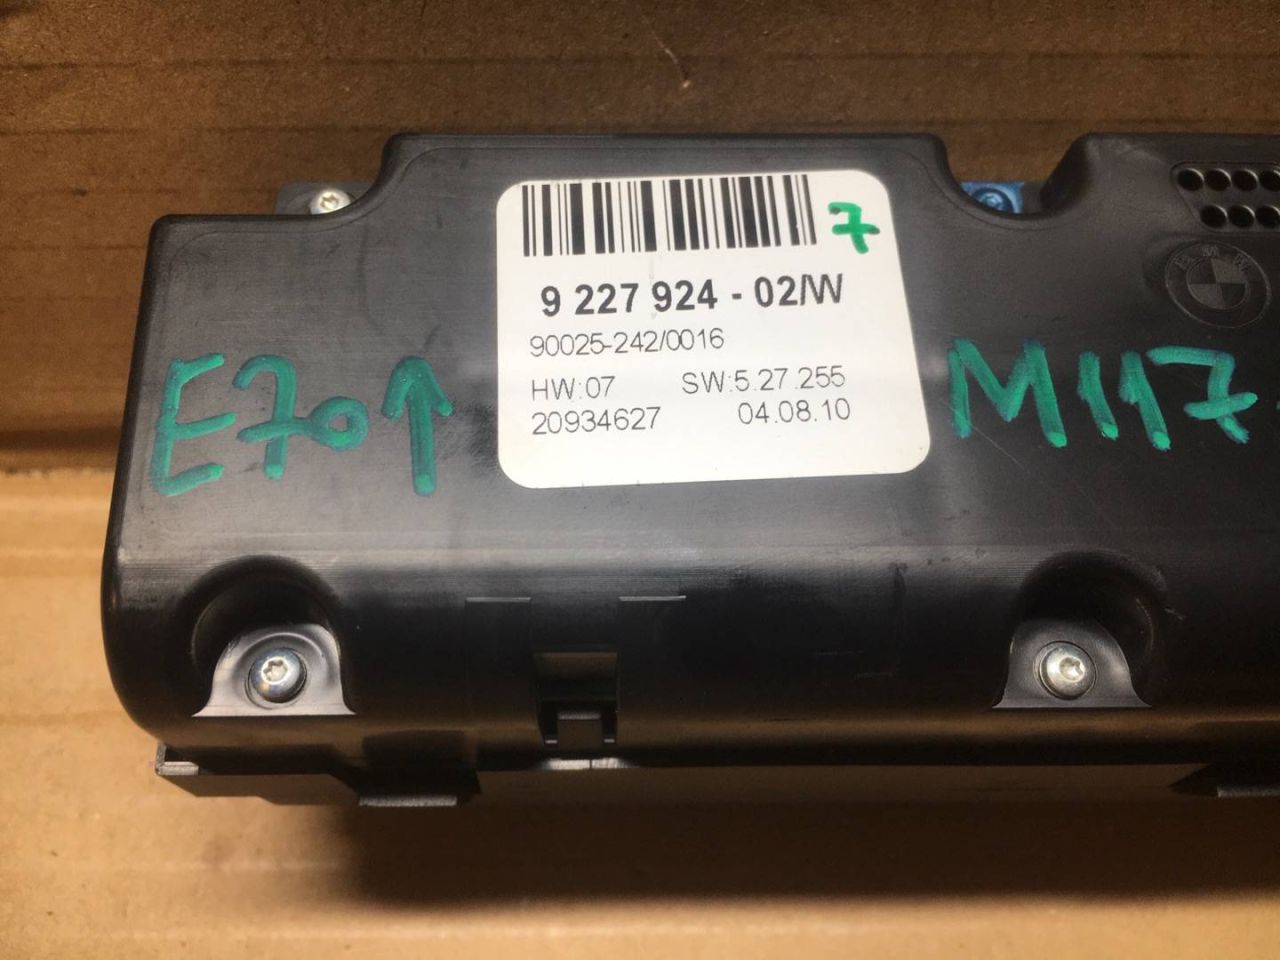 7
9 227 924 - 02/W
90025-242/0016
HW:07 SW:5.27.255
20934627 04.08.10
E70↑
M117
BMW